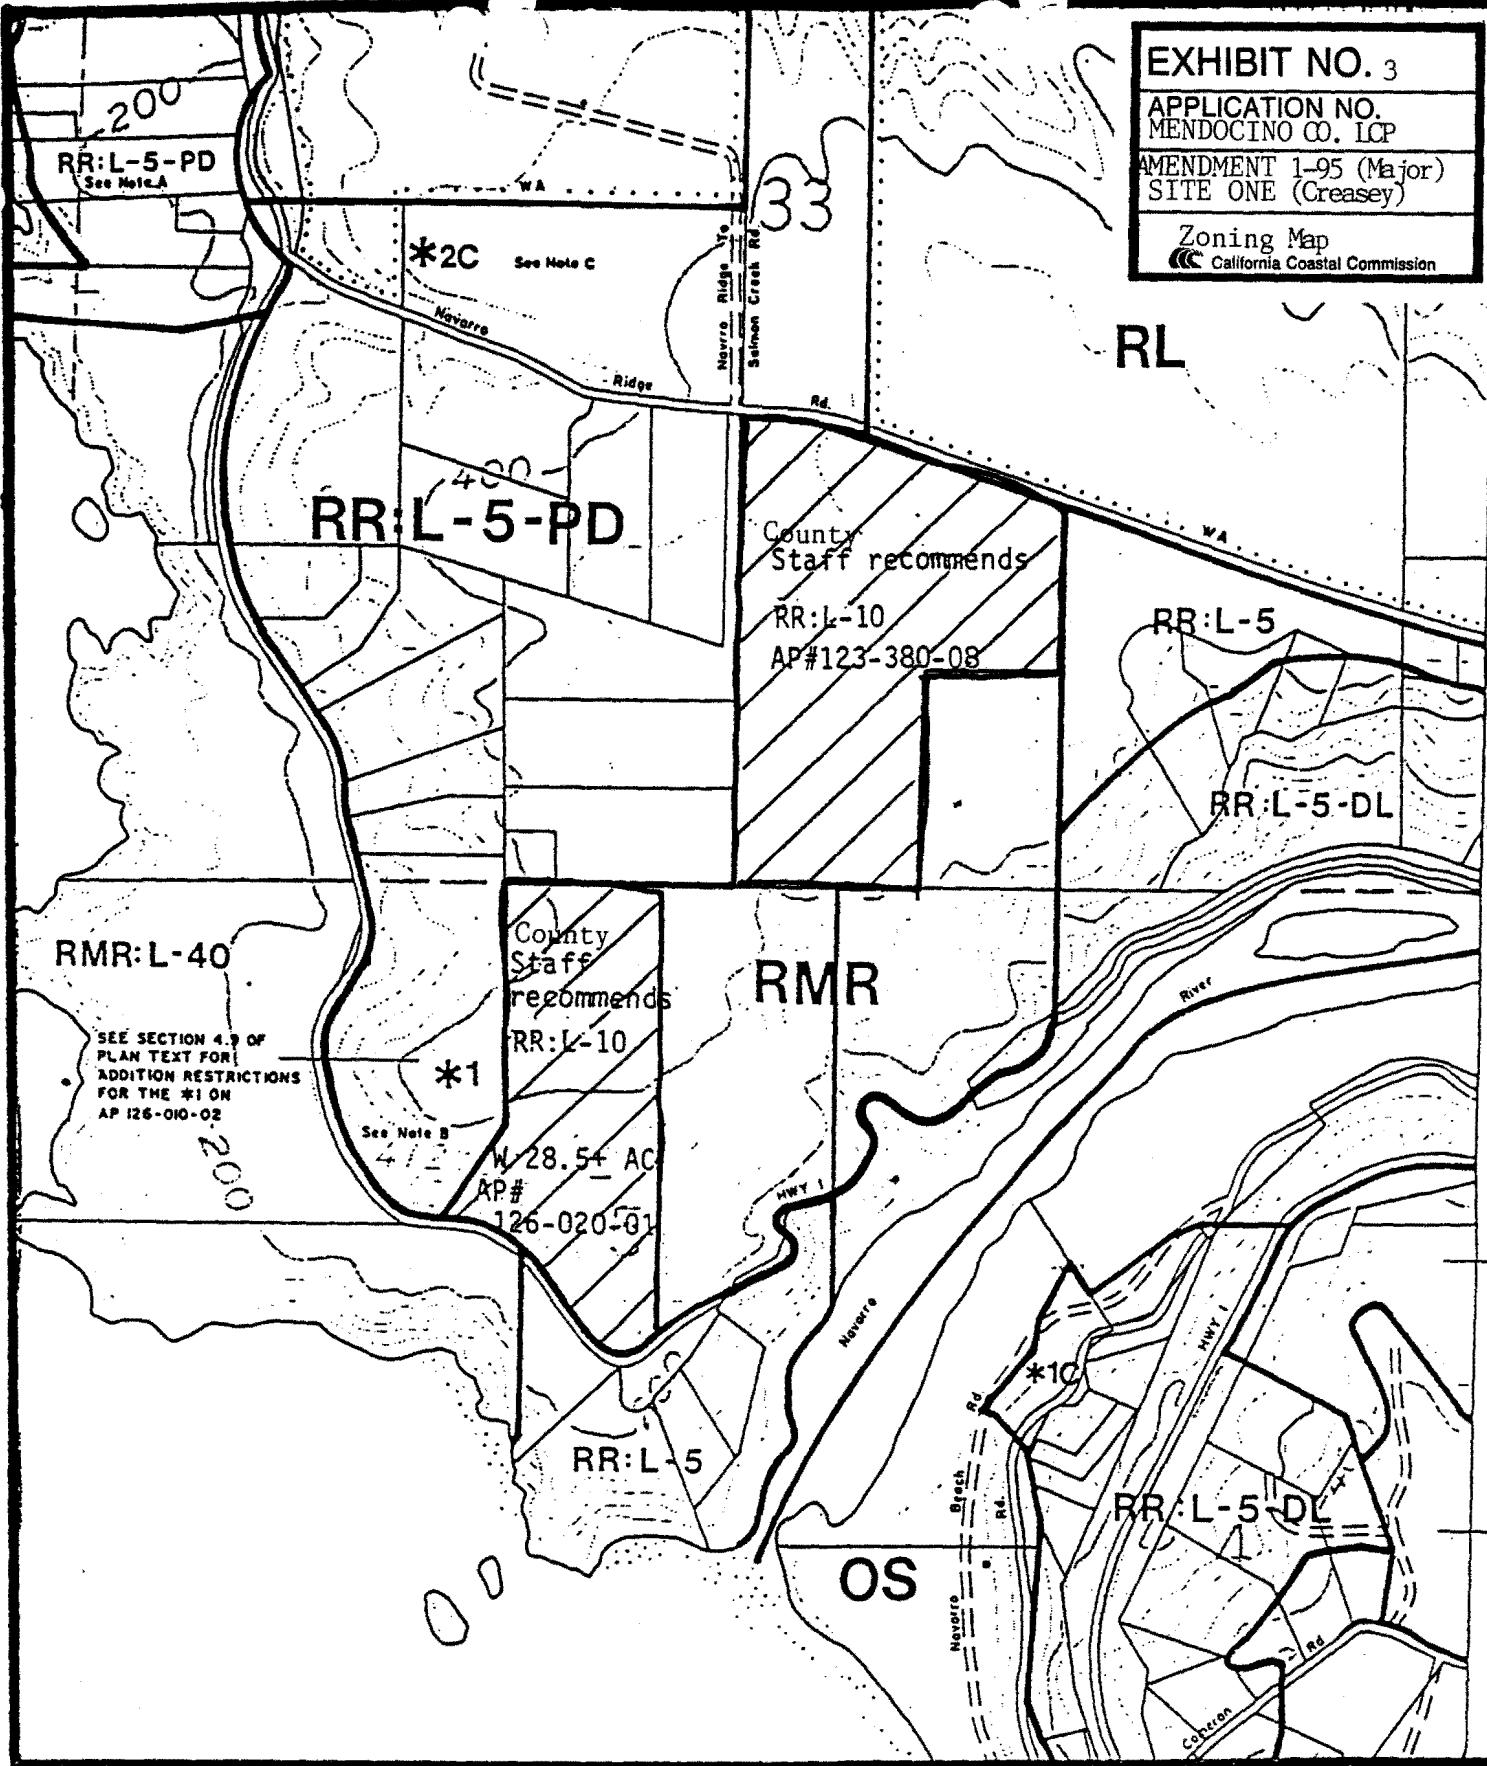 EXHIBIT NO. 3
APPLICATION NO.
MENDOCINO CO. LCP
AMENDMENT 1-95 (Major)
SITE ONE (Creasey)
Zoning Map
California Coastal Commission
200
RR:L-5-PD
See Note A
WA
33
*2C
See Note C
Navarro Ridge To
Salmon Creek Rd.
Navarro
Ridge
Rd.
RL
400
RR:L-5-PD
County
Staff recommends
RR:L-10
AP#123-380-08
WA
RR:L-5
RR:L-5-DL
RMR:L-40
County
Staff
recommends
RR:L-10
RMR
River
SEE SECTION 4.9 OF
PLAN TEXT FOR
ADDITION RESTRICTIONS
FOR THE *1 ON
AP 126-010-02
*1
See Note B
200
W 28.5+ AC
AP#
126-020-01
HWY 1
Navarro
HWY 1
*1C
Rd.
RR:L-5
Beach
Rd.
RR:L-5-DL
OS
Navarro
Rd
Cameron